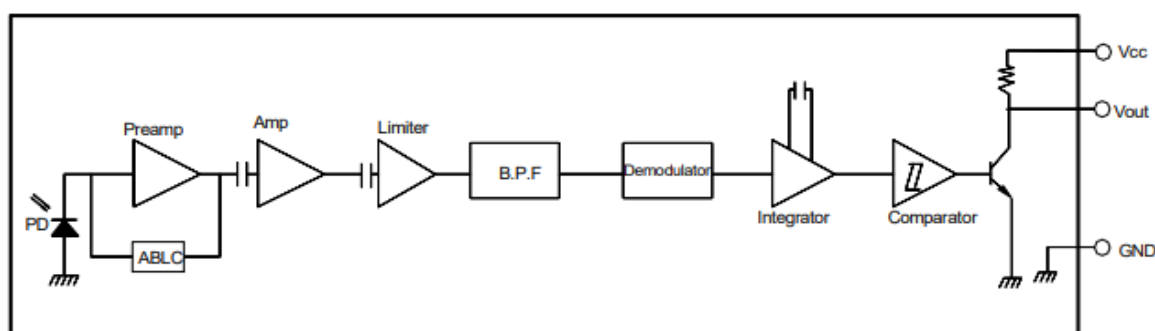 Vcc
Vout
GND
Preamp
Amp
Limiter
B.P.F
Demodulator
Integrator
Comparator
PD
ABLC